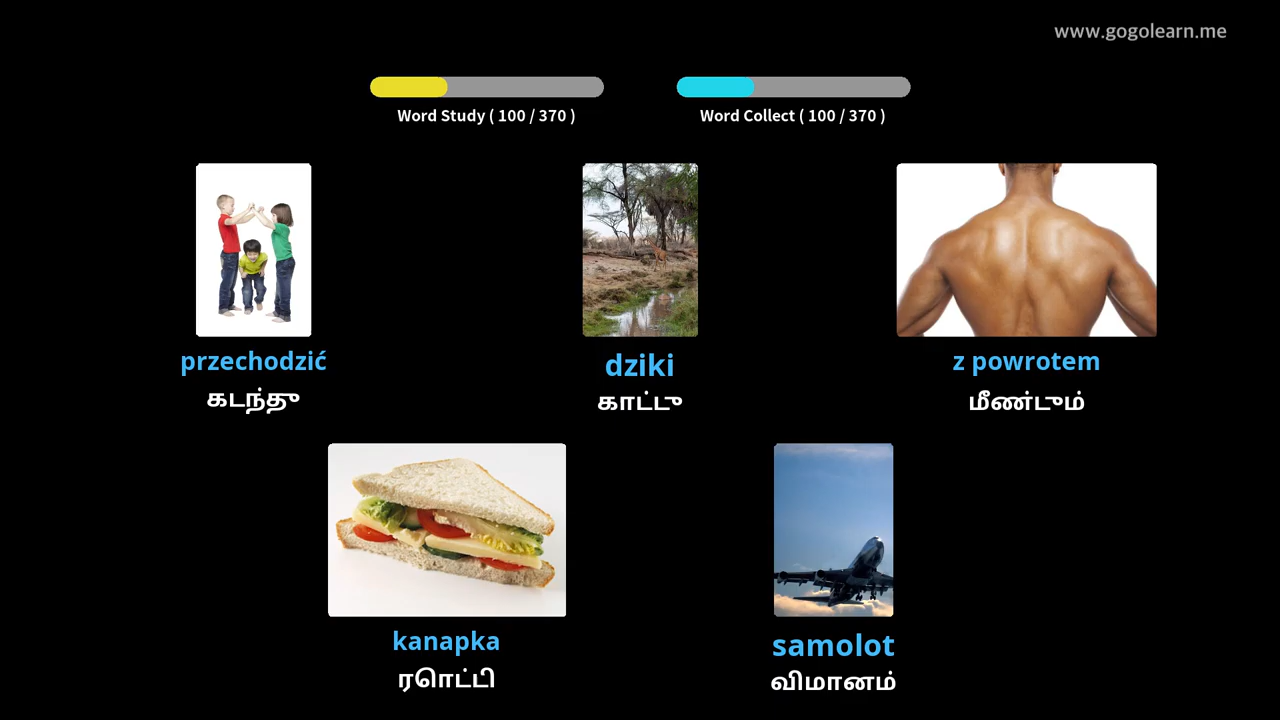 www.gogolearn.me
Word Study ( 100 / 370 )
Word Collect ( 100 / 370 )
przechodzić
கடந்து
dziki
காட்டு
z powrotem
மீண்டும்
kanapka
ரொட்டி
samolot
விமானம்